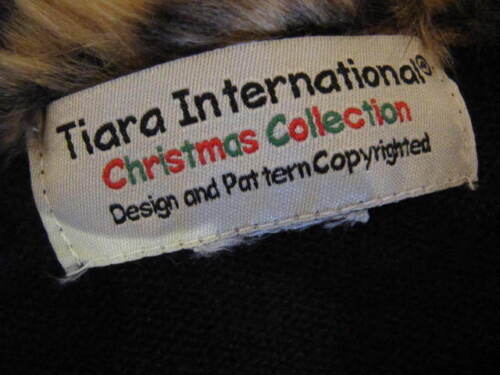 Tiara International®
Christmas Collection
Design and Pattern Copyrighted